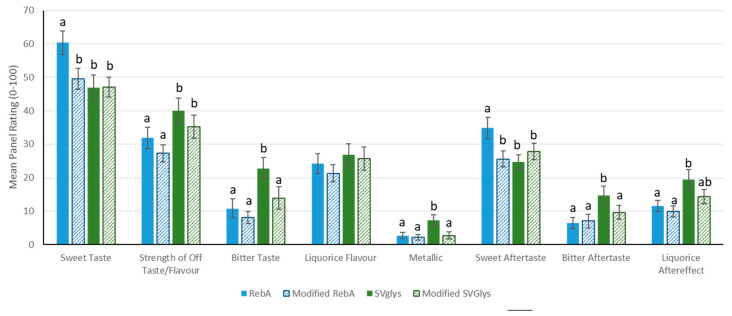 Mean Panel Rating (0-100)
70
60
50
40
30
20
10
0
a b b b
a a b b
a a b a
a a b a
a b b b
a a b a
a a b ab
Sweet Taste
Strength of Off
Taste/Flavour
Bitter Taste
Liquorice Flavour
Metallic
Sweet Aftertaste
Bitter Aftertaste
Liquorice
Aftereffect
RebA Modified RebA SVglys Modified SVGlys